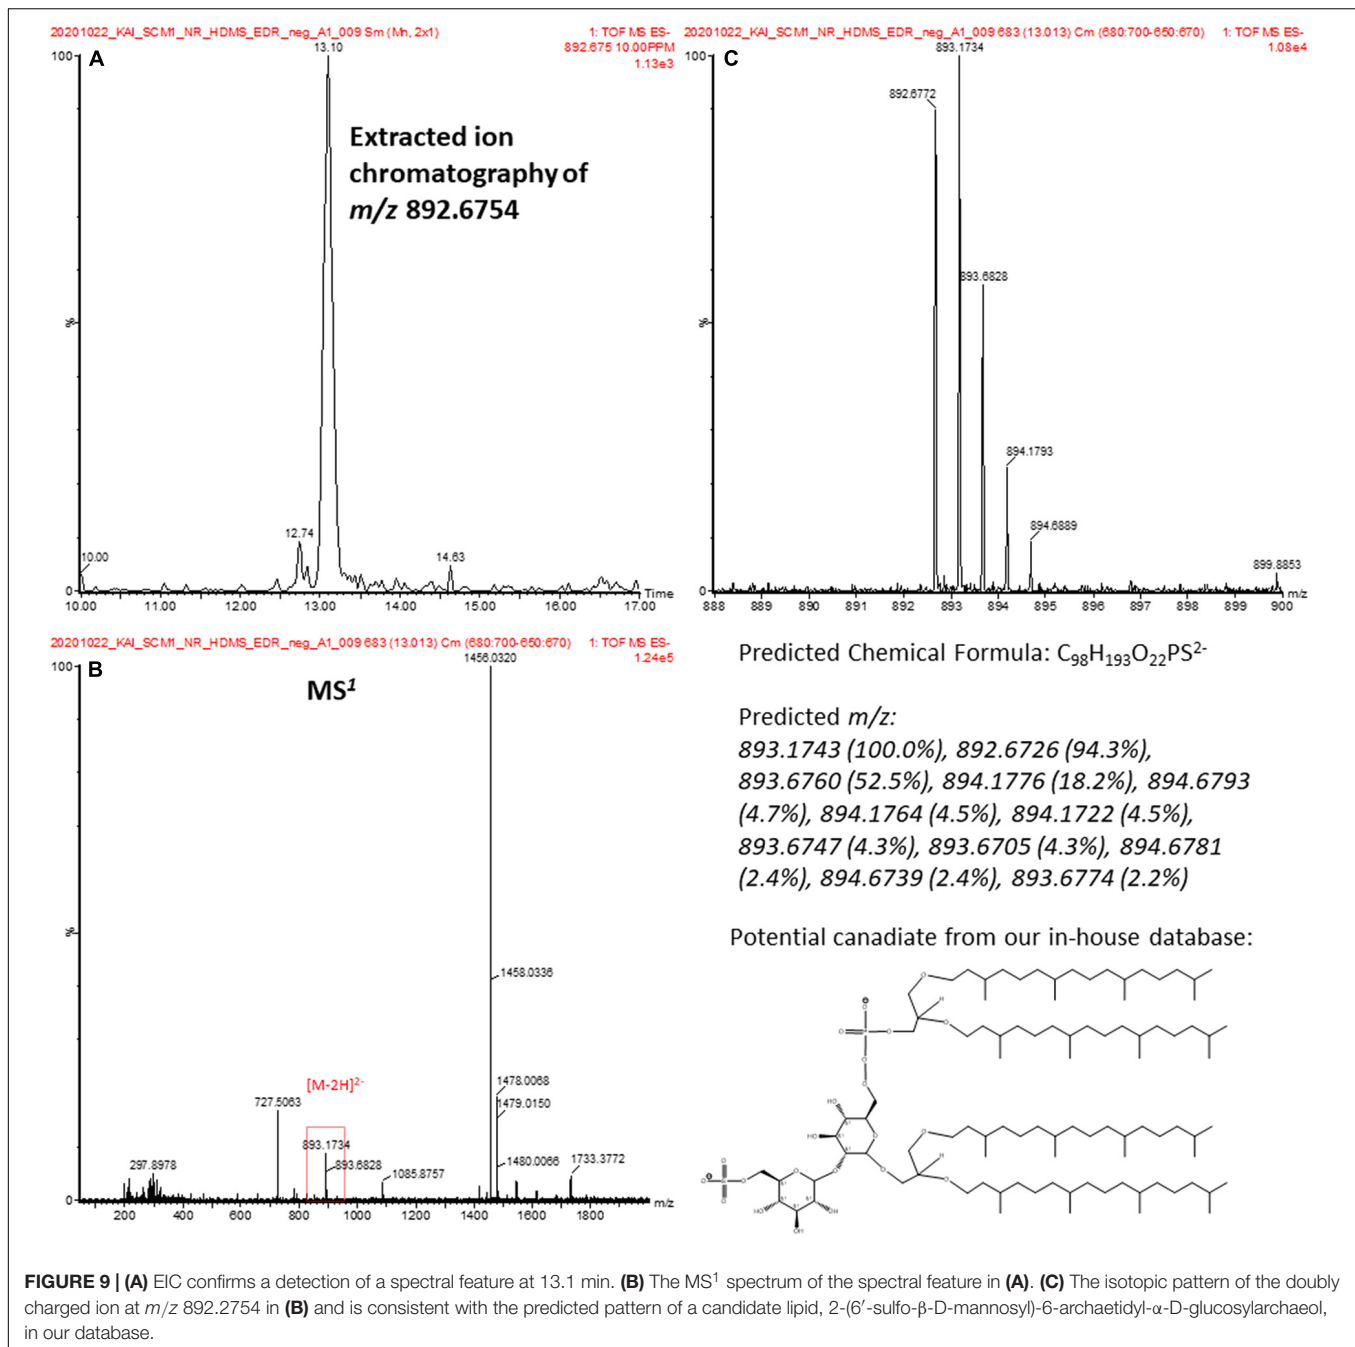 20201022_KAI_SCM1_NR_HDMS_EDR_neg_A1_009 Sm (Mn, 2x1)
1: TOF MS ES-
892.675 10.00PPM
1.13e3
A
100
13.10
Extracted ion
chromatography of
m/z 892.6754
%
12.74
14.63
10.00
0
10.00 11.00 12.00 13.00 14.00 15.00 16.00 17.00
Time
20201022_KAI_SCM1_NR_HDMS_EDR_neg_A1_009 683 (13.013) Cm (680:700-650:670)
1: TOF MS ES-
1.08e4
C
100
893.1734
892.6772
893.6828
%
894.1793
894.6889
899.8853
0
888 889 890 891 892 893 894 895 896 897 898 899 900
m/z
20201022_KAI_SCM1_NR_HDMS_EDR_neg_A1_009 683 (13.013) Cm (680:700-650:670)
1: TOF MS ES-
1.24e5
B
100
1456.0320
MS¹
%
1458.0336
[M-2H]²⁻
1478.0068
727.5063
1479.0150
893.1734
893.6828
1480.0066
297.8978
1085.8757
1733.3772
0
200 400 600 800 1000 1200 1400 1600 1800
m/z
Predicted Chemical Formula: C₉₈H₁₉₃O₂₂PS²⁻
Predicted m/z:
893.1743 (100.0%), 892.6726 (94.3%),
893.6760 (52.5%), 894.1776 (18.2%), 894.6793
(4.7%), 894.1764 (4.5%), 894.1722 (4.5%),
893.6747 (4.3%), 893.6705 (4.3%), 894.6781
(2.4%), 894.6739 (2.4%), 893.6774 (2.2%)
Potential canadiate from our in-house database:
FIGURE 9 | (A) EIC confirms a detection of a spectral feature at 13.1 min. (B) The MS¹ spectrum of the spectral feature in (A). (C) The isotopic pattern of the doubly
charged ion at m/z 892.2754 in (B) and is consistent with the predicted pattern of a candidate lipid, 2-(6′-sulfo-β-D-mannosyl)-6-archaetidyl-α-D-glucosylarchaeol,
in our database.